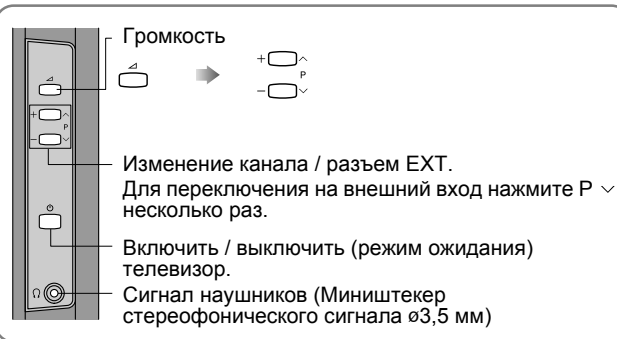 Громкость
+ P −
+ P −
Изменение канала / разъем EXT.
Для переключения на внешний вход нажмите P ∨
несколько раз.
Включить / выключить (режим ожидания)
телевизор.
Сигнал наушников (Миништекер
стереофонического сигнала ø3,5 мм)